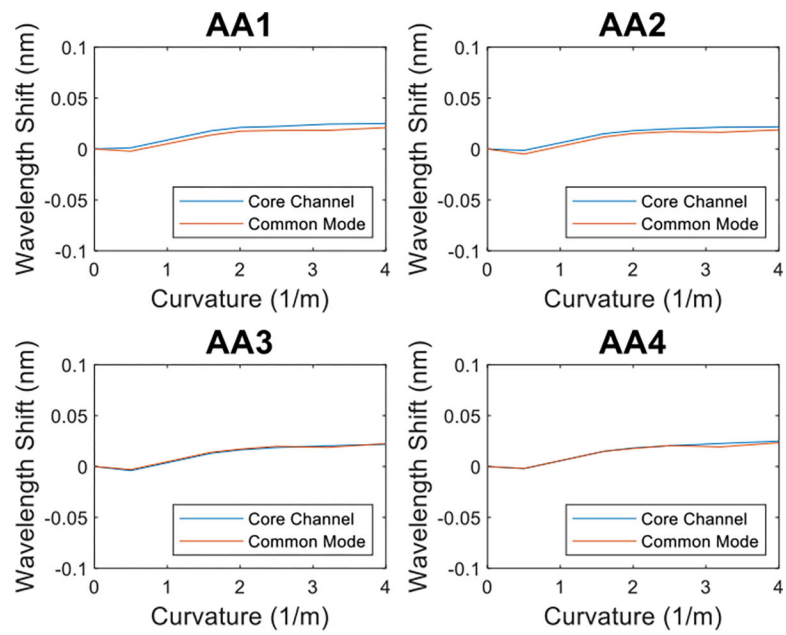 AA1
0.1
0.05
0
-0.05
-0.1
Wavelength Shift (nm)
Core Channel
Common Mode
0 1 2 3 4
Curvature (1/m)
AA2
0.1
0.05
0
-0.05
-0.1
Wavelength Shift (nm)
Core Channel
Common Mode
0 1 2 3 4
Curvature (1/m)
AA3
0.1
0.05
0
-0.05
-0.1
Wavelength Shift (nm)
Core Channel
Common Mode
0 1 2 3 4
Curvature (1/m)
AA4
0.1
0.05
0
-0.05
-0.1
Wavelength Shift (nm)
Core Channel
Common Mode
0 1 2 3 4
Curvature (1/m)